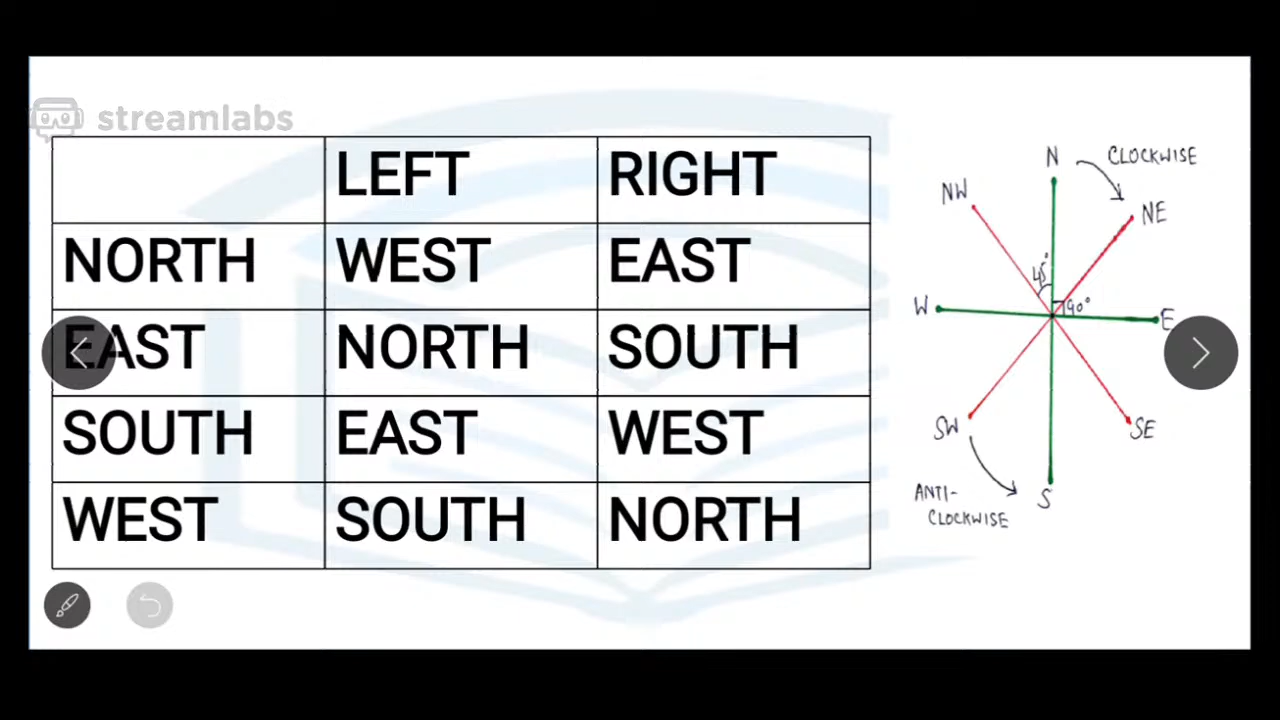 streamlabs
LEFT RIGHT
NORTH WEST EAST
EAST NORTH SOUTH
SOUTH EAST WEST
WEST SOUTH NORTH
N
CLOCKWISE
NW
NE
45°
W
90°
E
SW
SE
S
ANTI-
CLOCKWISE